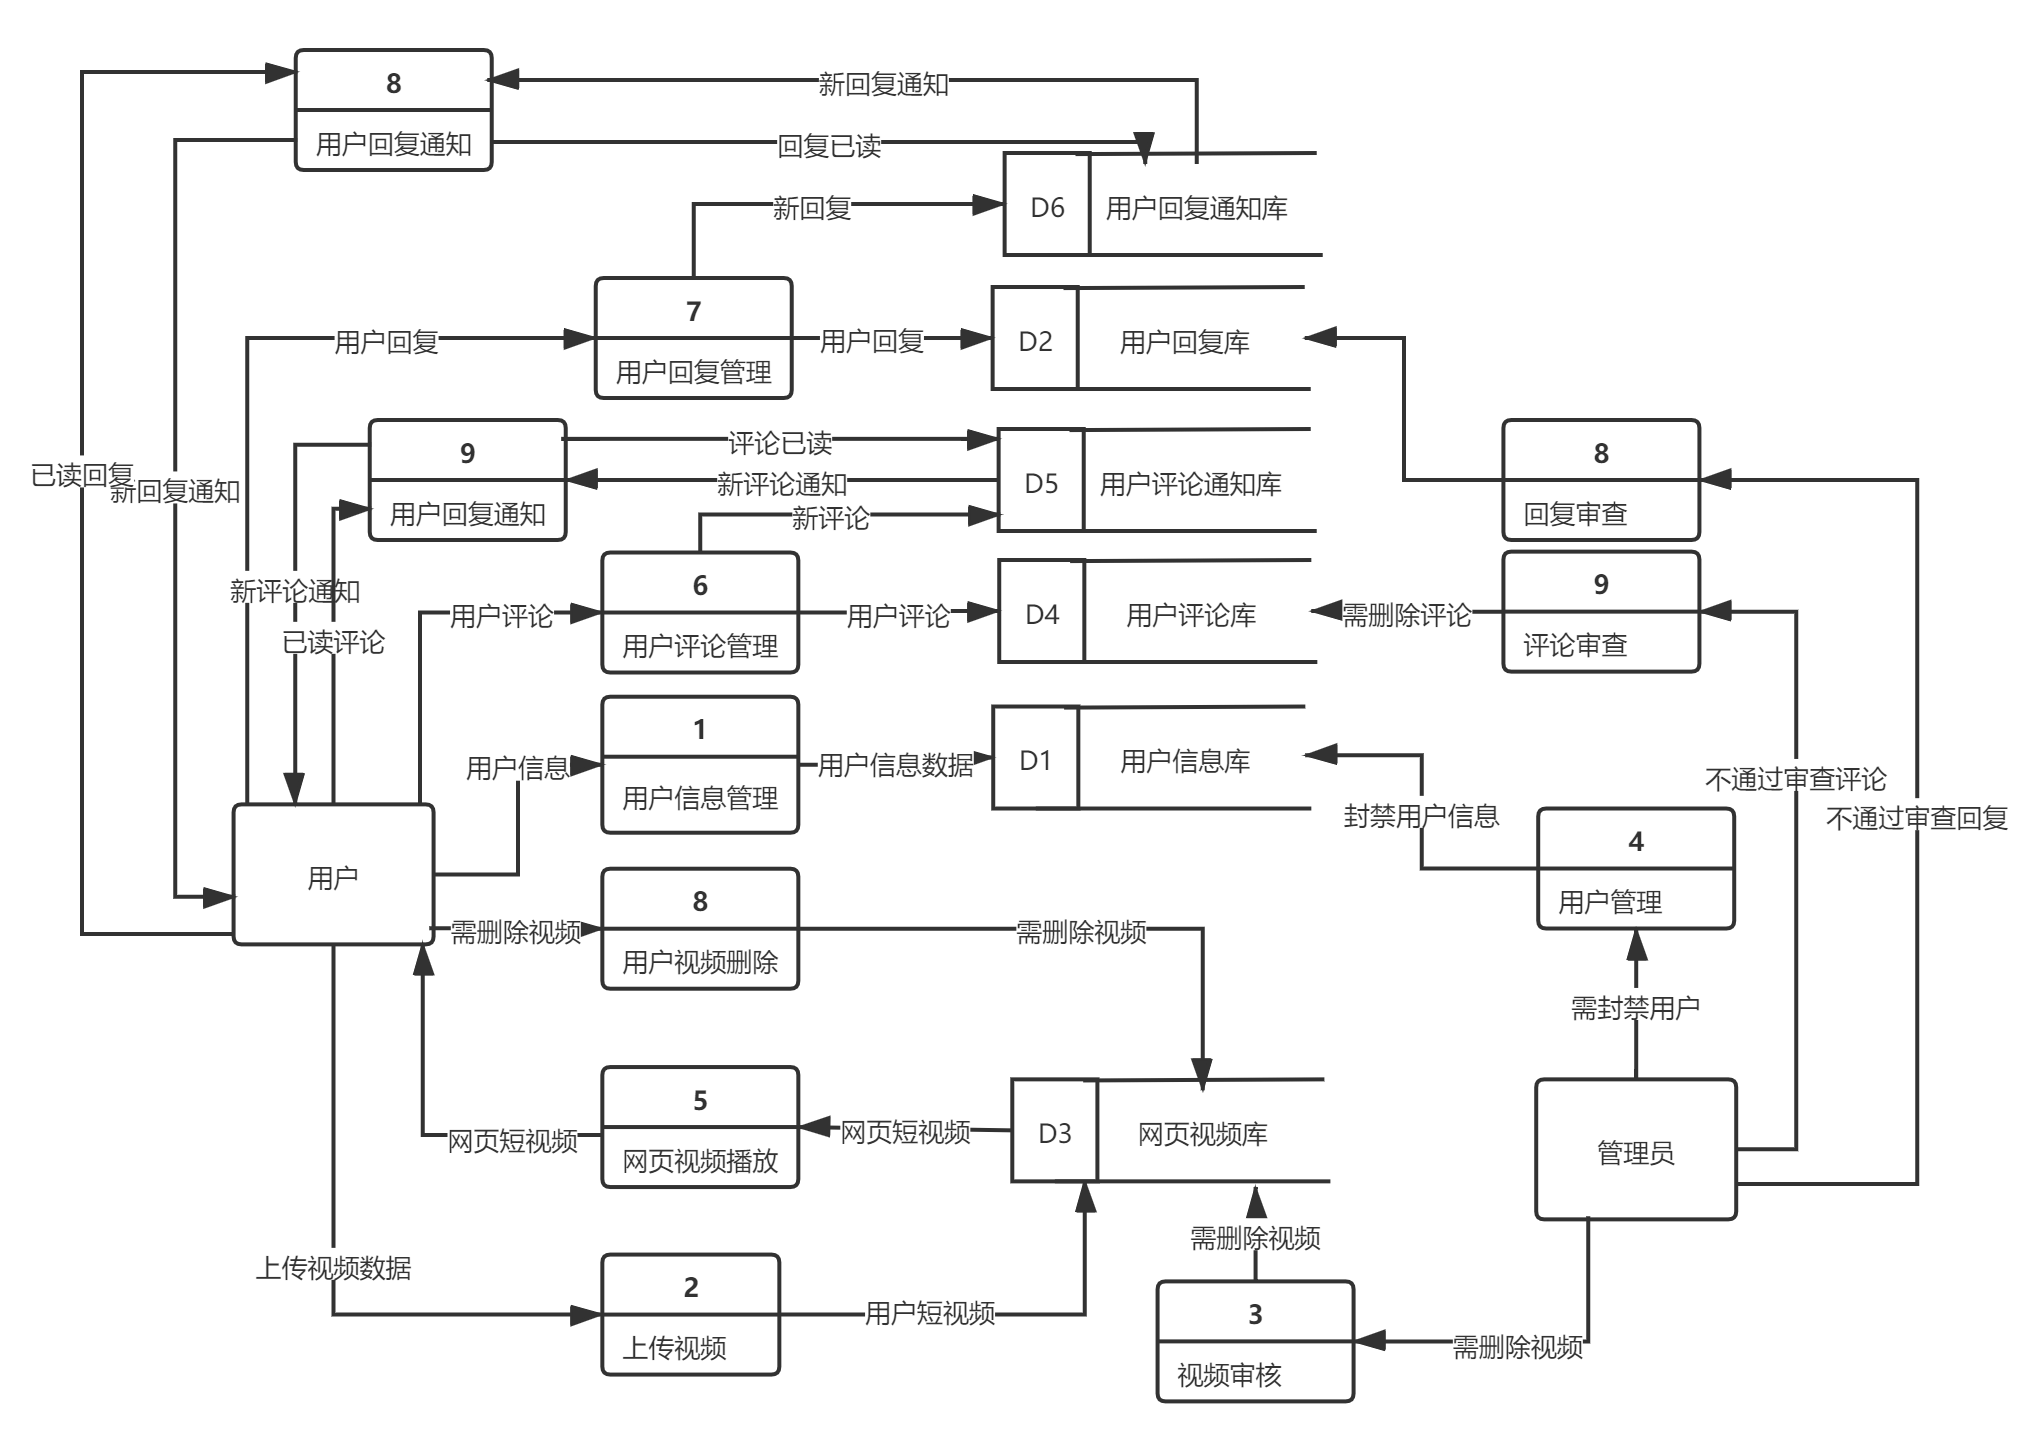 8
用户回复通知
新回复通知
回复已读
新回复
D6
用户回复通知库
7
用户回复管理
用户回复
用户回复
D2
用户回复库
9
用户回复通知
评论已读
新评论通知
新评论
D5
用户评论通知库
8
回复审查
已读回复
新回复通知
新评论通知
已读评论
用户评论
6
用户评论管理
用户评论
D4
用户评论库
需删除评论
9
评论审查
用户信息
1
用户信息管理
用户信息数据
D1
用户信息库
封禁用户信息
不通过审查评论
不通过审查回复
4
用户管理
用户
需删除视频
8
用户视频删除
需删除视频
需封禁用户
网页短视频
5
网页视频播放
网页短视频
D3
网页视频库
管理员
上传视频数据
2
上传视频
用户短视频
需删除视频
3
视频审核
需删除视频